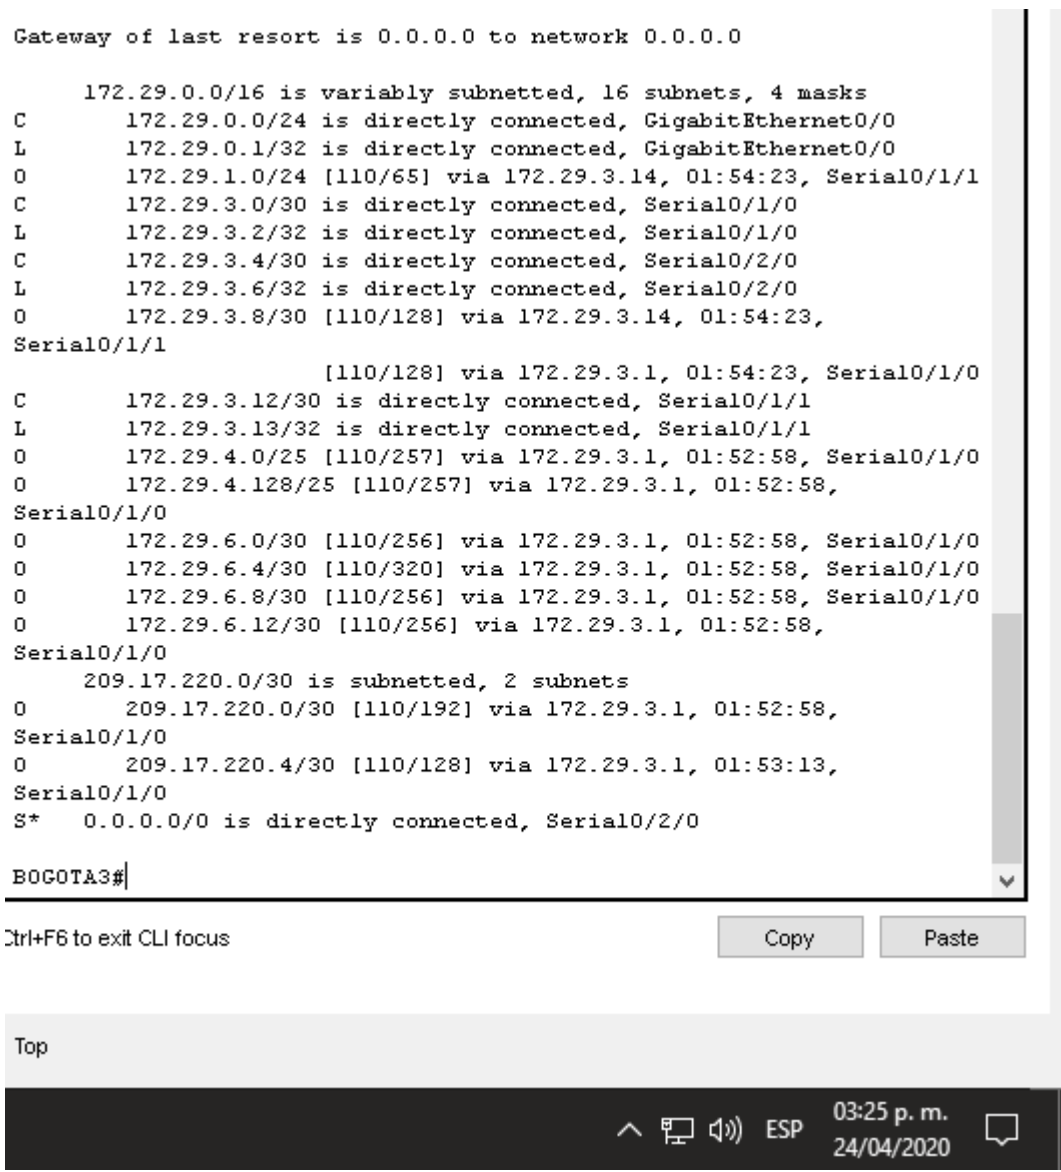 Gateway of last resort is 0.0.0.0 to network 0.0.0.0
172.29.0.0/16 is variably subnetted, 16 subnets, 4 masks
C 172.29.0.0/24 is directly connected, GigabitEthernet0/0
L 172.29.0.1/32 is directly connected, GigabitEthernet0/0
O 172.29.1.0/24 [110/65] via 172.29.3.14, 01:54:23, Serial0/1/1
C 172.29.3.0/30 is directly connected, Serial0/1/0
L 172.29.3.2/32 is directly connected, Serial0/1/0
C 172.29.3.4/30 is directly connected, Serial0/2/0
L 172.29.3.6/32 is directly connected, Serial0/2/0
O 172.29.3.8/30 [110/128] via 172.29.3.14, 01:54:23,
Serial0/1/1
[110/128] via 172.29.3.1, 01:54:23, Serial0/1/0
C 172.29.3.12/30 is directly connected, Serial0/1/1
L 172.29.3.13/32 is directly connected, Serial0/1/1
O 172.29.4.0/25 [110/257] via 172.29.3.1, 01:52:58, Serial0/1/0
O 172.29.4.128/25 [110/257] via 172.29.3.1, 01:52:58,
Serial0/1/0
O 172.29.6.0/30 [110/256] via 172.29.3.1, 01:52:58, Serial0/1/0
O 172.29.6.4/30 [110/320] via 172.29.3.1, 01:52:58, Serial0/1/0
O 172.29.6.8/30 [110/256] via 172.29.3.1, 01:52:58, Serial0/1/0
O 172.29.6.12/30 [110/256] via 172.29.3.1, 01:52:58,
Serial0/1/0
209.17.220.0/30 is subnetted, 2 subnets
O 209.17.220.0/30 [110/192] via 172.29.3.1, 01:52:58,
Serial0/1/0
O 209.17.220.4/30 [110/128] via 172.29.3.1, 01:53:13,
Serial0/1/0
S* 0.0.0.0/0 is directly connected, Serial0/2/0
BOGOTA3#
Ctrl+F6 to exit CLI focus
Copy
Paste
Top
ESP
03:25 p. m.
24/04/2020